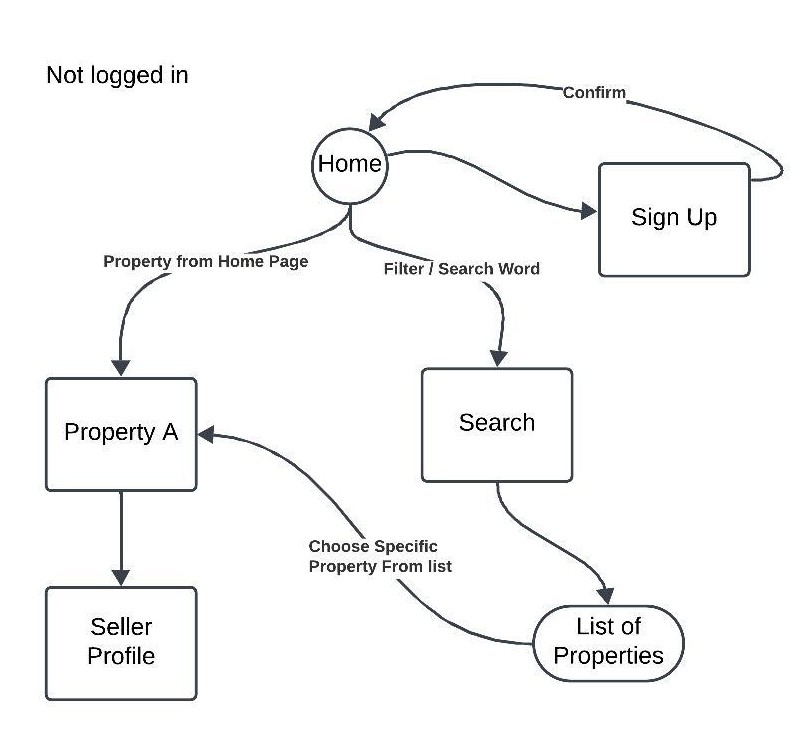 Not logged in
Confirm
Home
Sign Up
Property from Home Page
Filter / Search Word
Property A
Search
Choose Specific
Property From list
Seller
Profile
List of
Properties